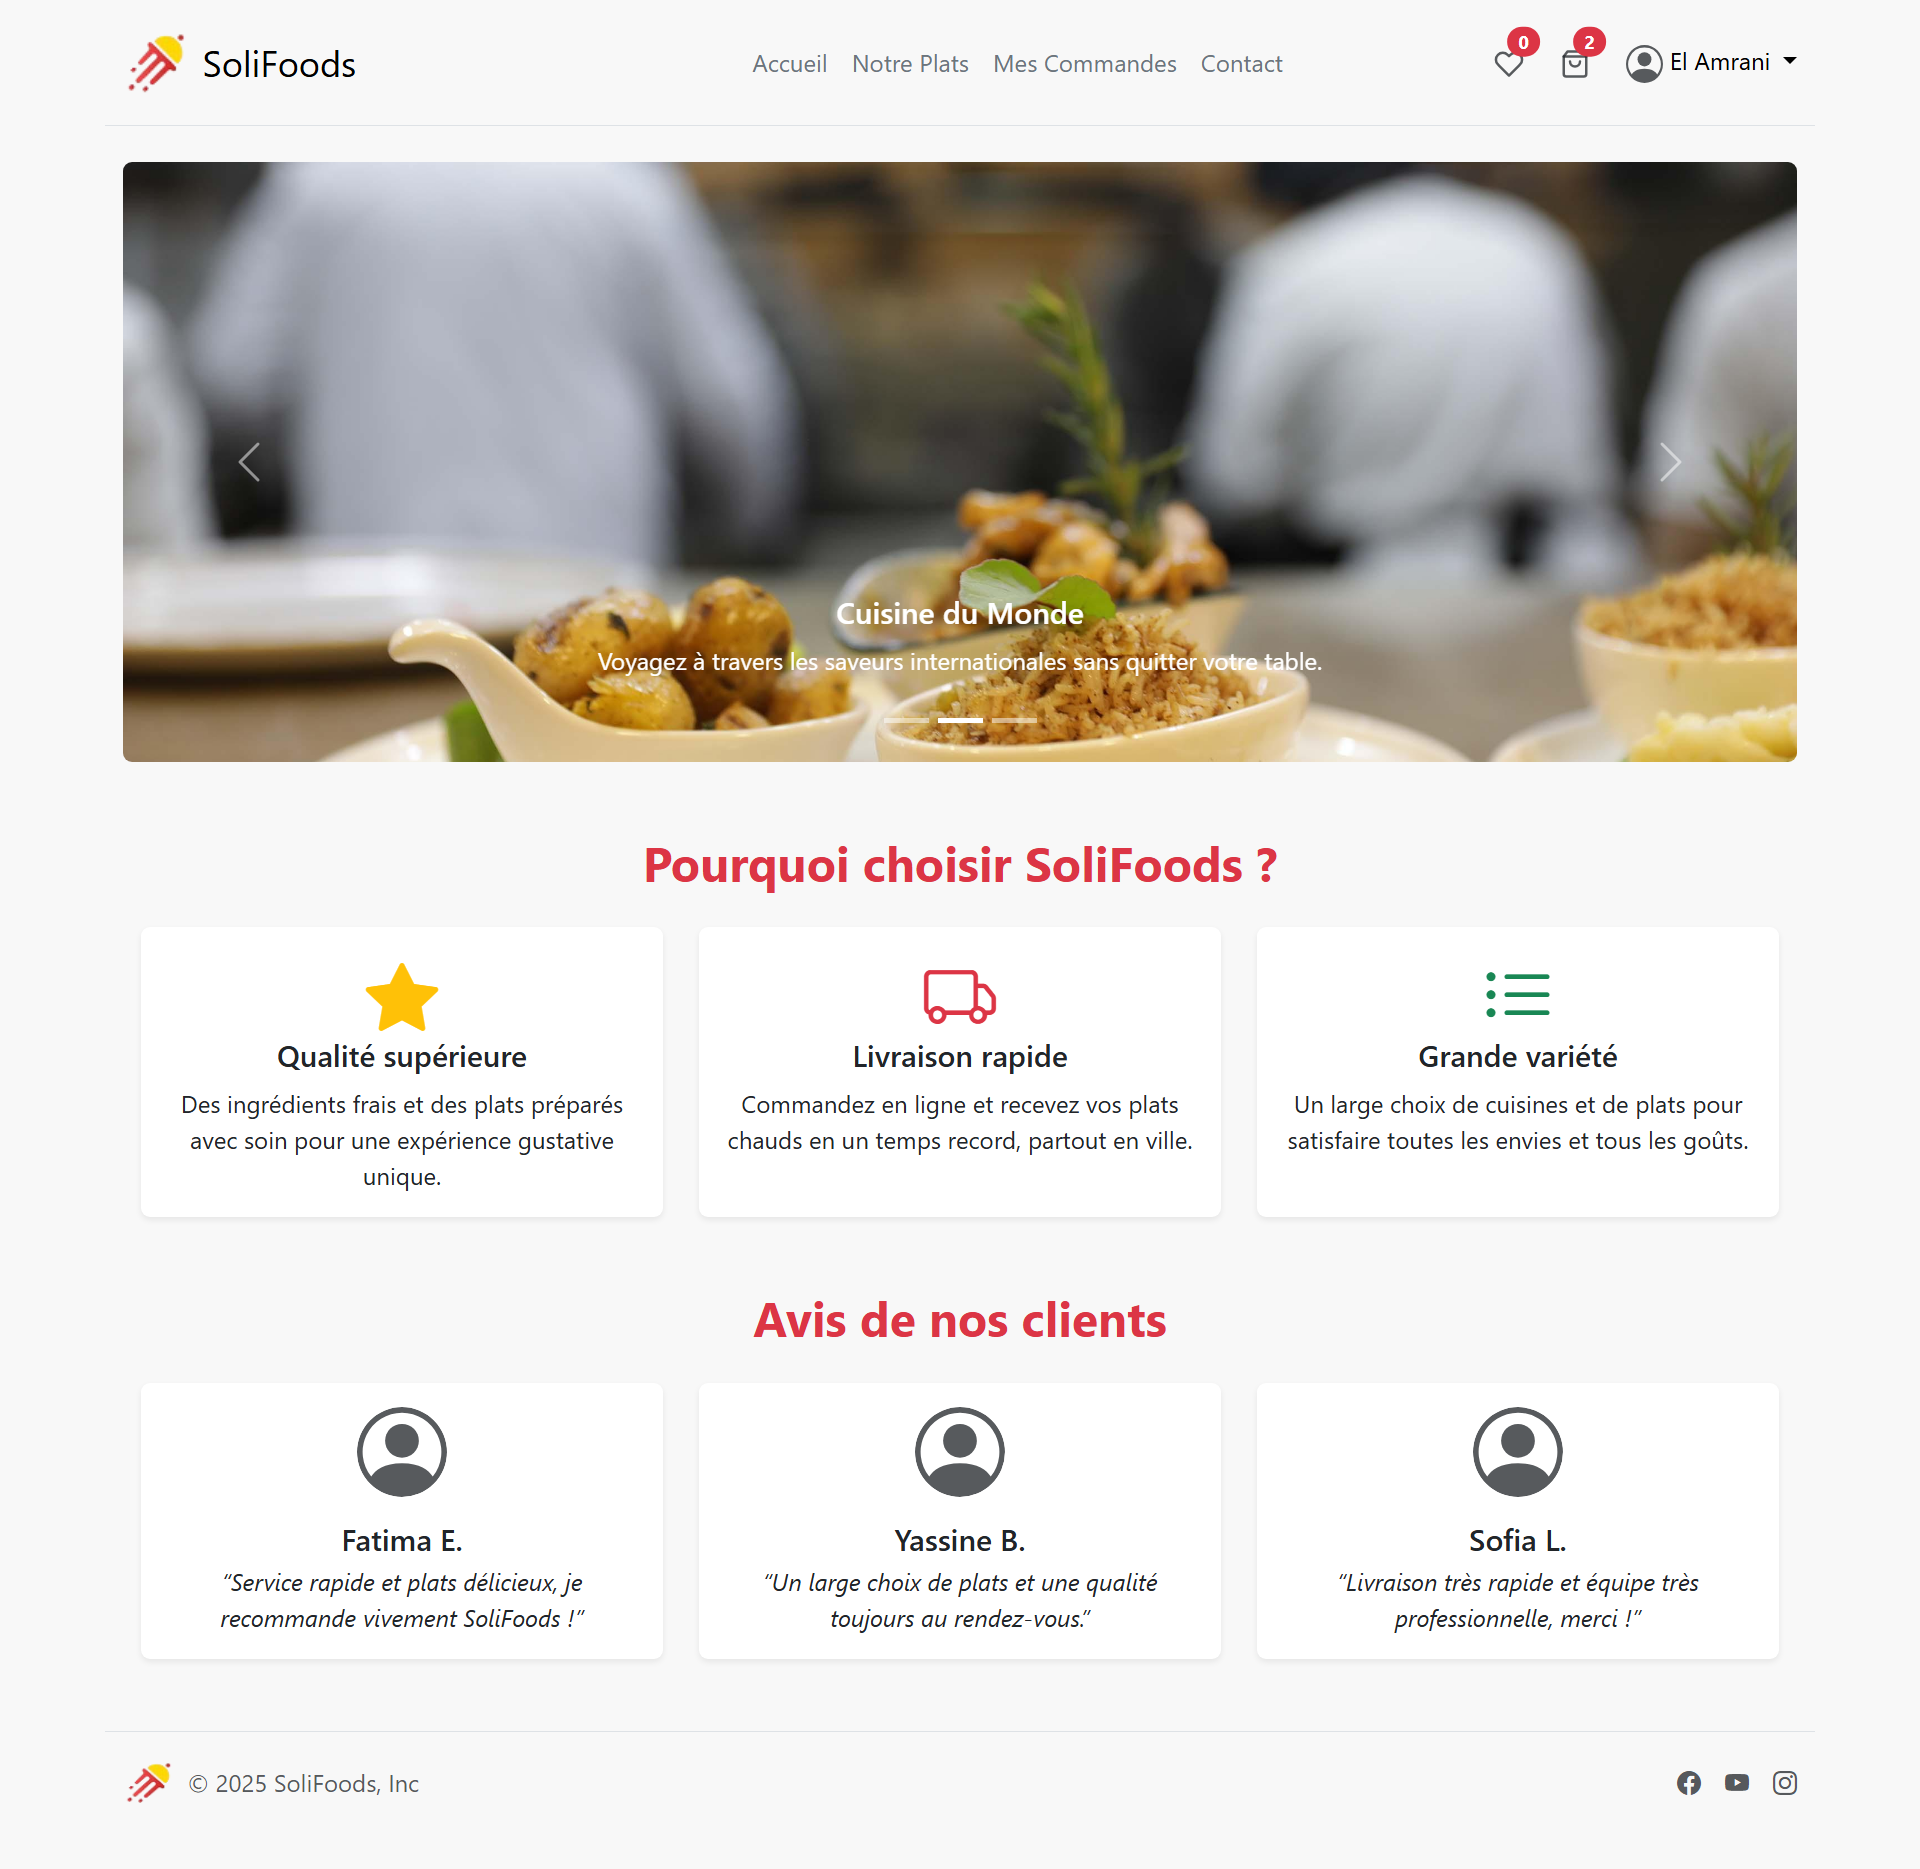 SoliFoods
Accueil Notre Plats Mes Commandes Contact
0
2
El Amrani
Cuisine du Monde
Voyagez à travers les saveurs internationales sans quitter votre table.
Pourquoi choisir SoliFoods ?
Qualité supérieure
Des ingrédients frais et des plats préparés
avec soin pour une expérience gustative
unique.
Livraison rapide
Commandez en ligne et recevez vos plats
chauds en un temps record, partout en ville.
Grande variété
Un large choix de cuisines et de plats pour
satisfaire toutes les envies et tous les goûts.
Avis de nos clients
Fatima E.
“Service rapide et plats délicieux, je
recommande vivement SoliFoods !”
Yassine B.
“Un large choix de plats et une qualité
toujours au rendez-vous.”
Sofia L.
“Livraison très rapide et équipe très
professionnelle, merci !”
© 2025 SoliFoods, Inc